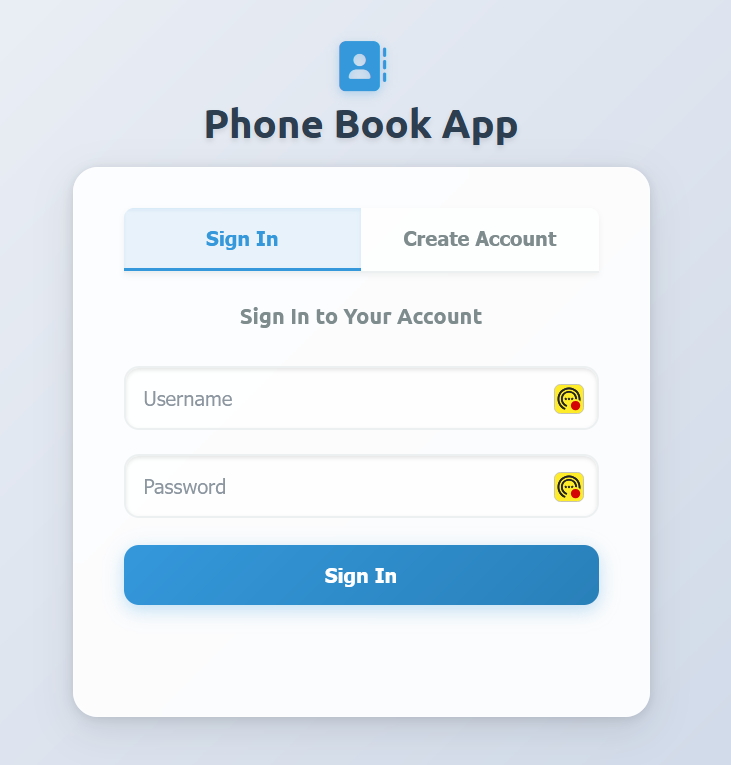 Phone Book App
Sign In
Create Account
Sign In to Your Account
Username
Password
Sign In